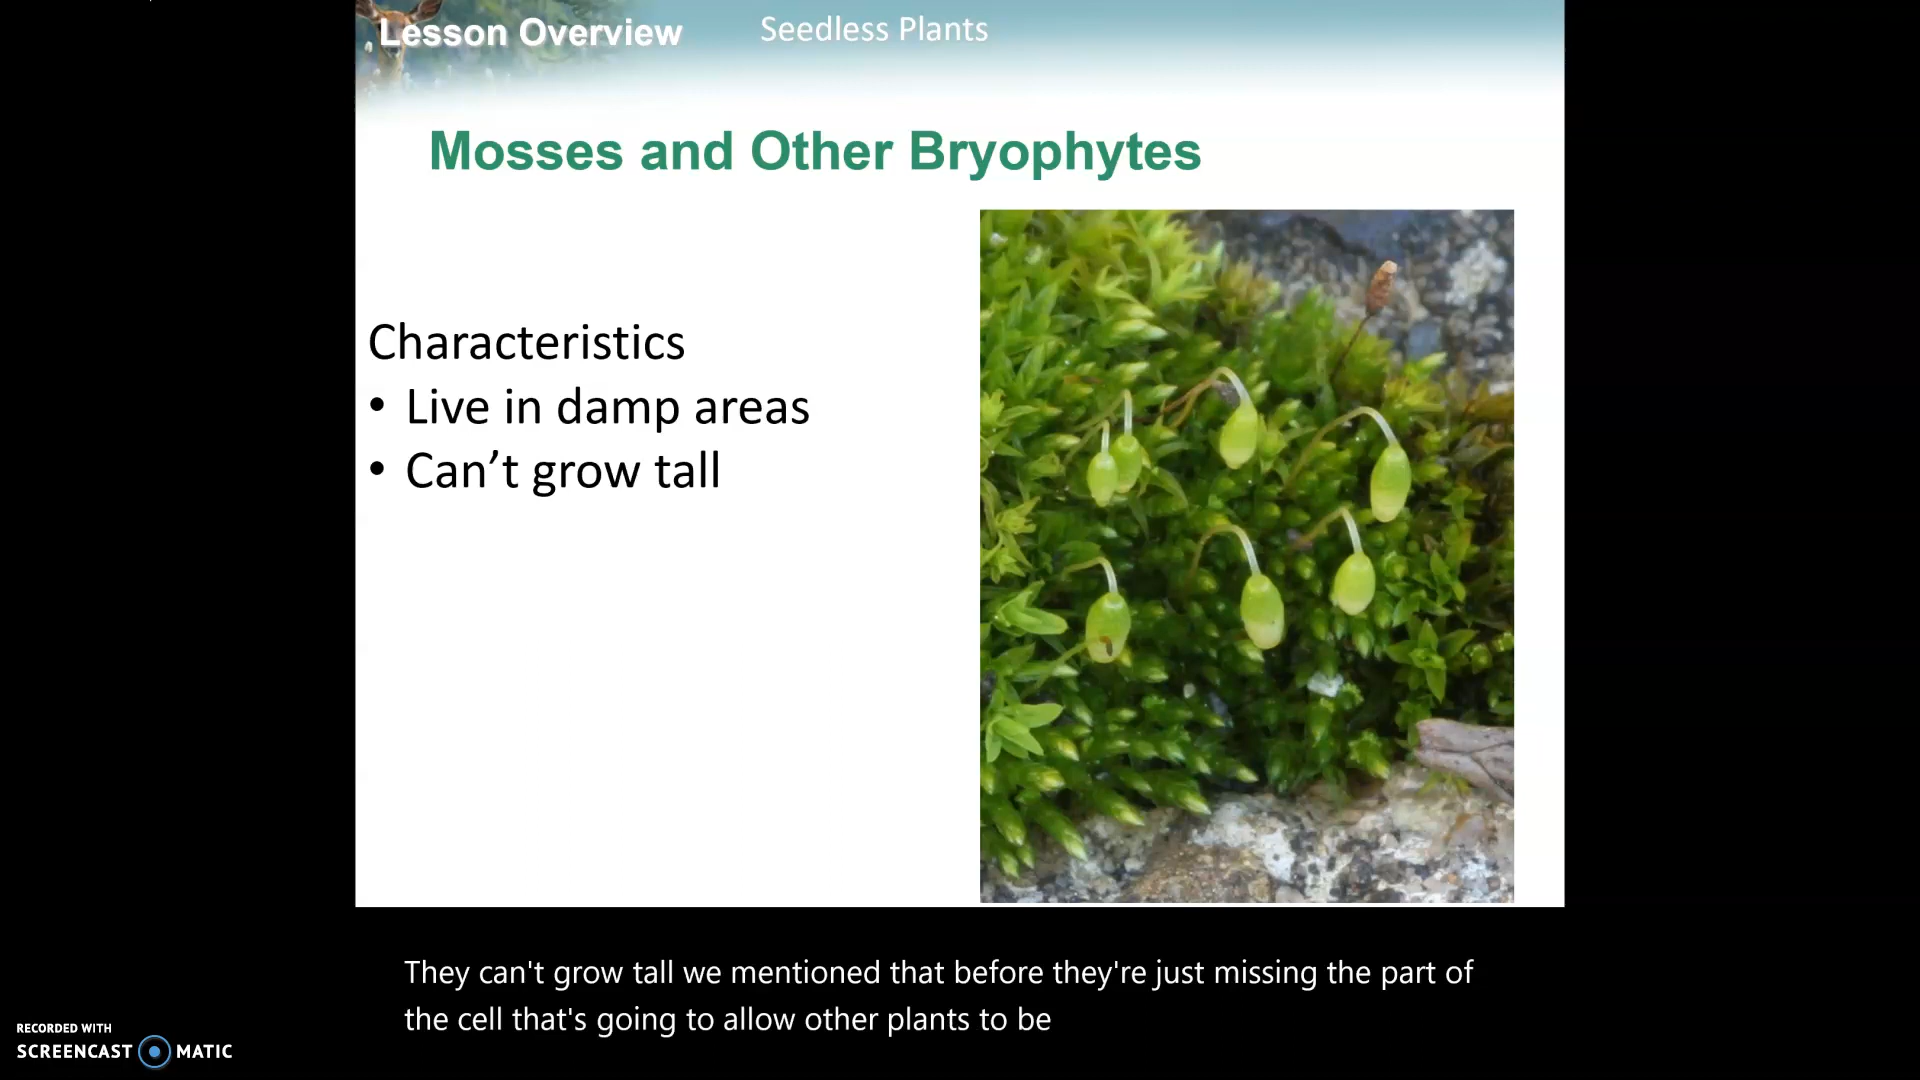 Lesson Overview
Seedless Plants
Mosses and Other Bryophytes
Characteristics
• Live in damp areas
• Can’t grow tall
They can't grow tall we mentioned that before they're just missing the part of
the cell that's going to allow other plants to be
RECORDED WITH
SCREENCAST MATIC